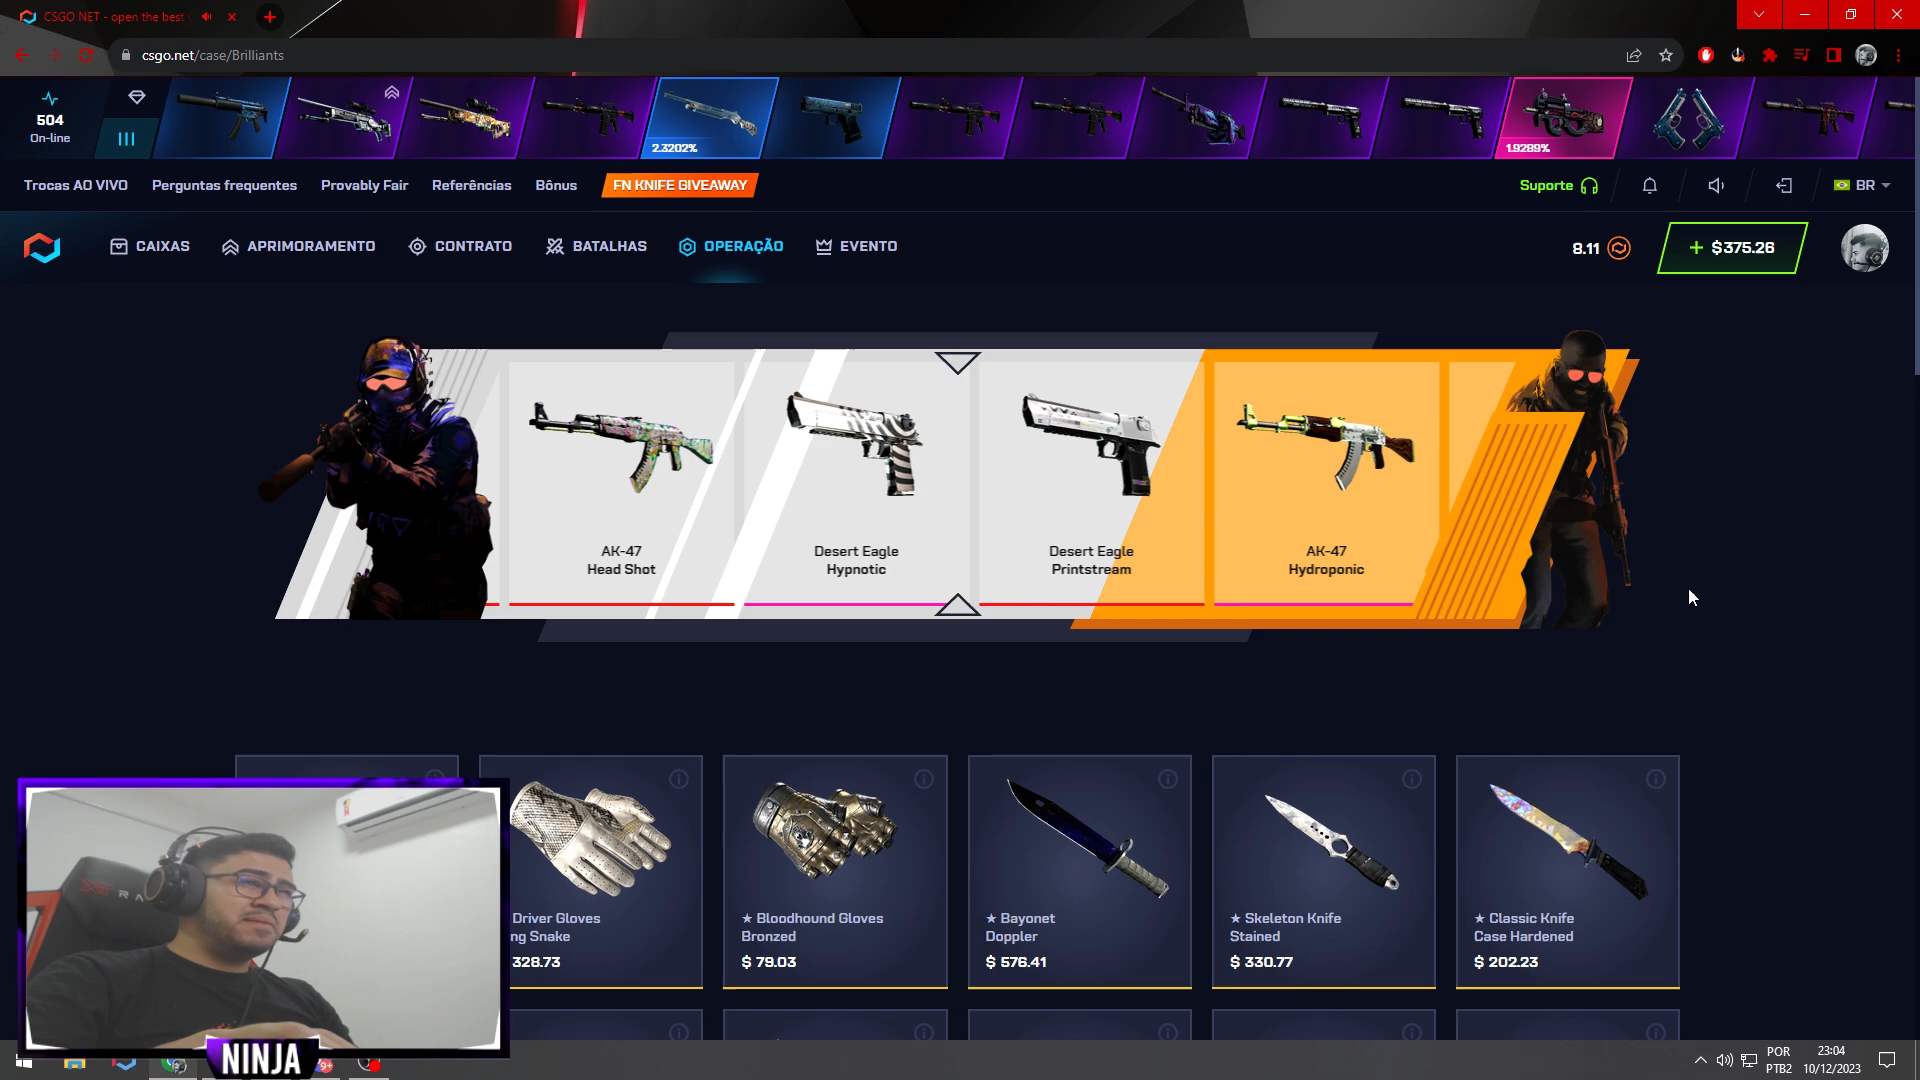 CSGO NET - open the best
csgo.net/case/Brilliants
504
On-line
2.3202%
1.9289%
Trocas AO VIVO
Perguntas frequentes
Provably Fair
Referências
Bônus
FN KNIFE GIVEAWAY
Suporte
BR
CAIXAS
APRIMORAMENTO
CONTRATO
BATALHAS
OPERAÇÃO
EVENTO
8.11
+ $375.26
AK-47
Head Shot
Desert Eagle
Hypnotic
Desert Eagle
Printstream
AK-47
Hydroponic
Driver Gloves
ng Snake
328.73
★ Bloodhound Gloves
Bronzed
$ 79.03
★ Bayonet
Doppler
$ 576.41
★ Skeleton Knife
Stained
$ 330.77
★ Classic Knife
Case Hardened
$ 202.23
NINJA
9+
POR
PTB2
23:04
10/12/2023